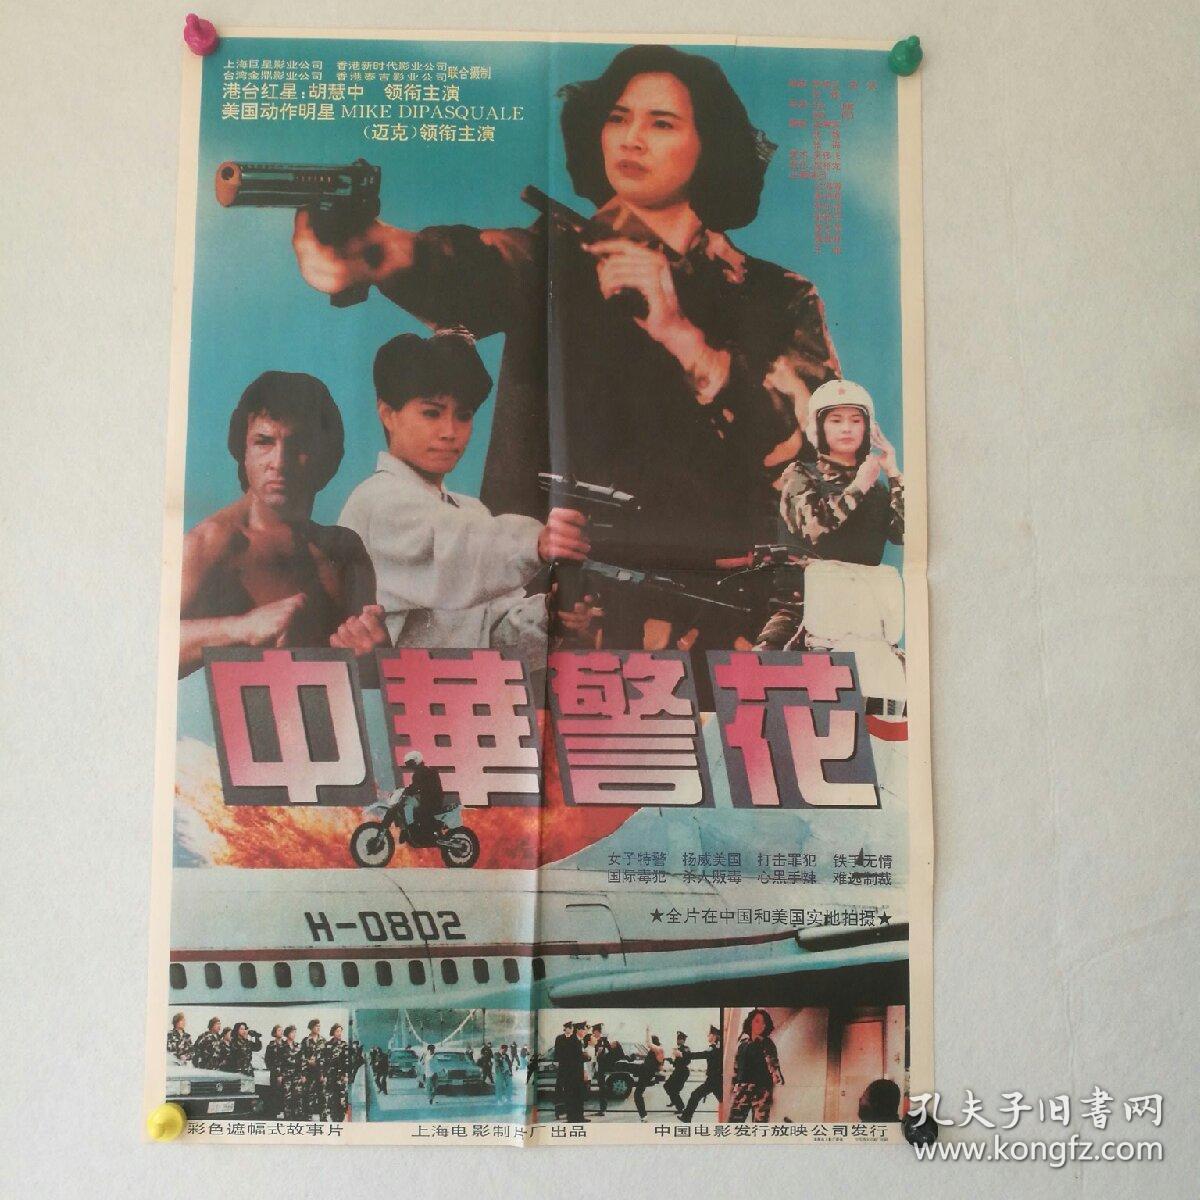 上海巨星影业公司 香港新时代影业公司
台湾金鼎影业公司 香港泰吉影业公司
联合摄制
港台红星：胡慧中 领衔主演
美国动作明星 MIKE DIPASQUALE
（迈克）领衔主演
中華警花
女子特警 扬威美国 打击罪犯 铁手无情
国际毒犯 杀人贩毒 心黑手辣 难逃制裁
★全片在中国和美国实地拍摄★
H-0802
彩色遮幅式故事片 上海电影制片厂出品 中国电影发行放映公司发行
孔夫子旧書网
www.kongfz.com